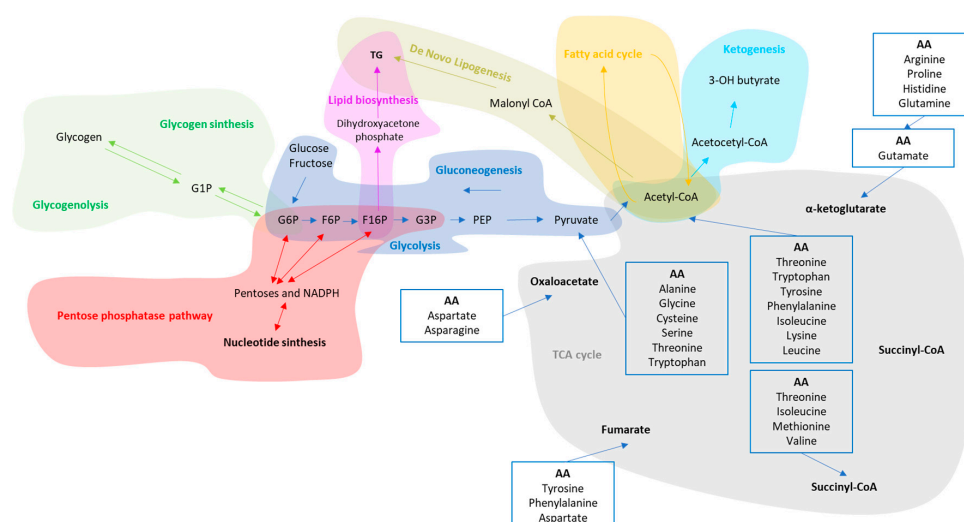 TG
De Novo Lipogenesis
Fatty acid cycle
Ketogenesis
3-OH butyrate
Malonyl CoA
Lipid biosynthesis
Dihydroxyacetone
phosphate
Acetocetyl-CoA
AA
Arginine
Proline
Histidine
Glutamine
AA
Glutamate
Glycogen sinthesis
Glycogen
G1P
Glycogenolysis
Glucose
Fructose
Gluconeogenesis
G6P
F6P
F16P
G3P
PEP
Pyruvate
Acetyl-CoA
α-ketoglutarate
Glycolysis
Pentoses and NADPH
Pentose phosphatase pathway
Nucleotide sinthesis
Oxaloacetate
AA
Aspartate
Asparagine
TCA cycle
AA
Alanine
Glycine
Cysteine
Serine
Threonine
Tryptophan
AA
Threonine
Tryptophan
Tyrosine
Phenylalanine
Isoleucine
Lysine
Leucine
Succinyl-CoA
AA
Threonine
Isoleucine
Methionine
Valine
Fumarate
AA
Tyrosine
Phenylalanine
Aspartate
Succinyl-CoA